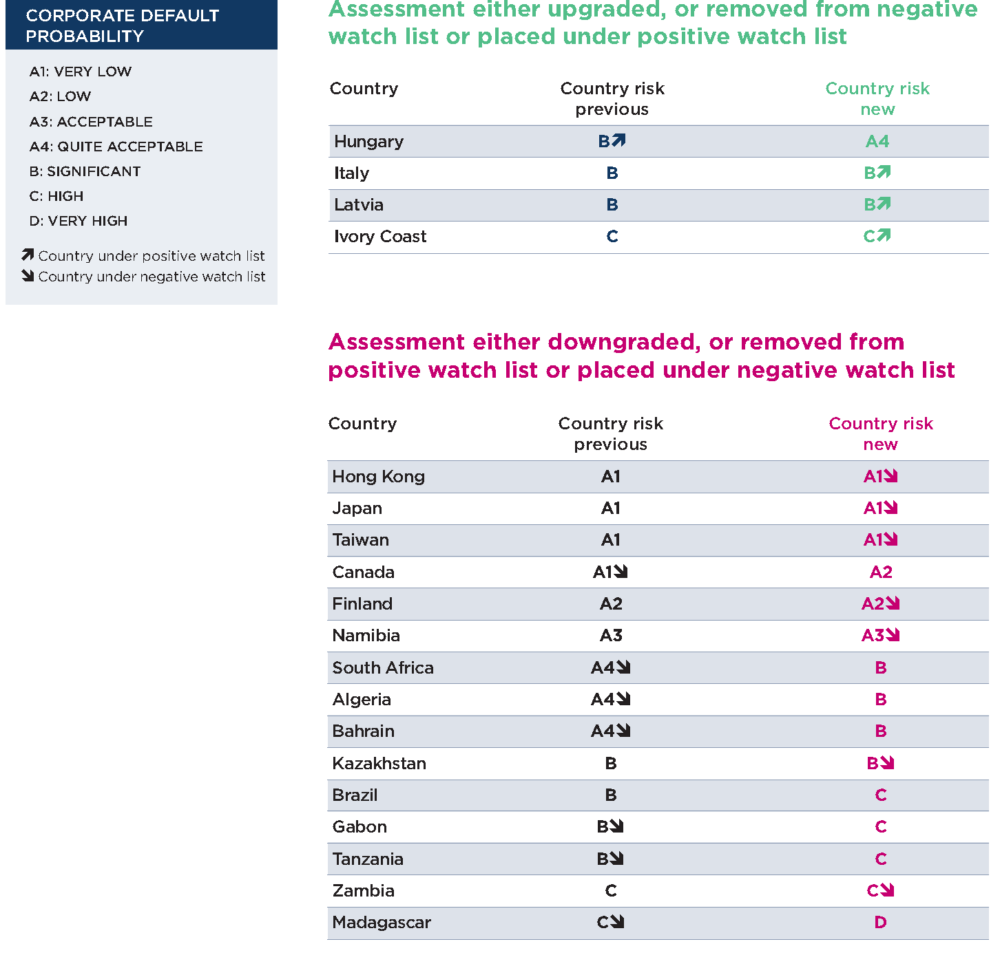 CORPORATE DEFAULT
PROBABILITY
A1: VERY LOW
A2: LOW
A3: ACCEPTABLE
A4: QUITE ACCEPTABLE
B: SIGNIFICANT
C: HIGH
D: VERY HIGH
↗ Country under positive watch list
↘ Country under negative watch list
Assessment either upgraded, or removed from negative
watch list or placed under positive watch list
Country Country risk previous Country risk new
Hungary B↗ A4
Italy B B↗
Latvia B B↗
Ivory Coast C C↗
Assessment either downgraded, or removed from
positive watch list or placed under negative watch list
Country Country risk previous Country risk new
Hong Kong A1 A1↘
Japan A1 A1↘
Taiwan A1 A1↘
Canada A1↘ A2
Finland A2 A2↘
Namibia A3 A3↘
South Africa A4↘ B
Algeria A4↘ B
Bahrain A4↘ B
Kazakhstan B B↘
Brazil B C
Gabon B↘ C
Tanzania B↘ C
Zambia C C↘
Madagascar C↘ D